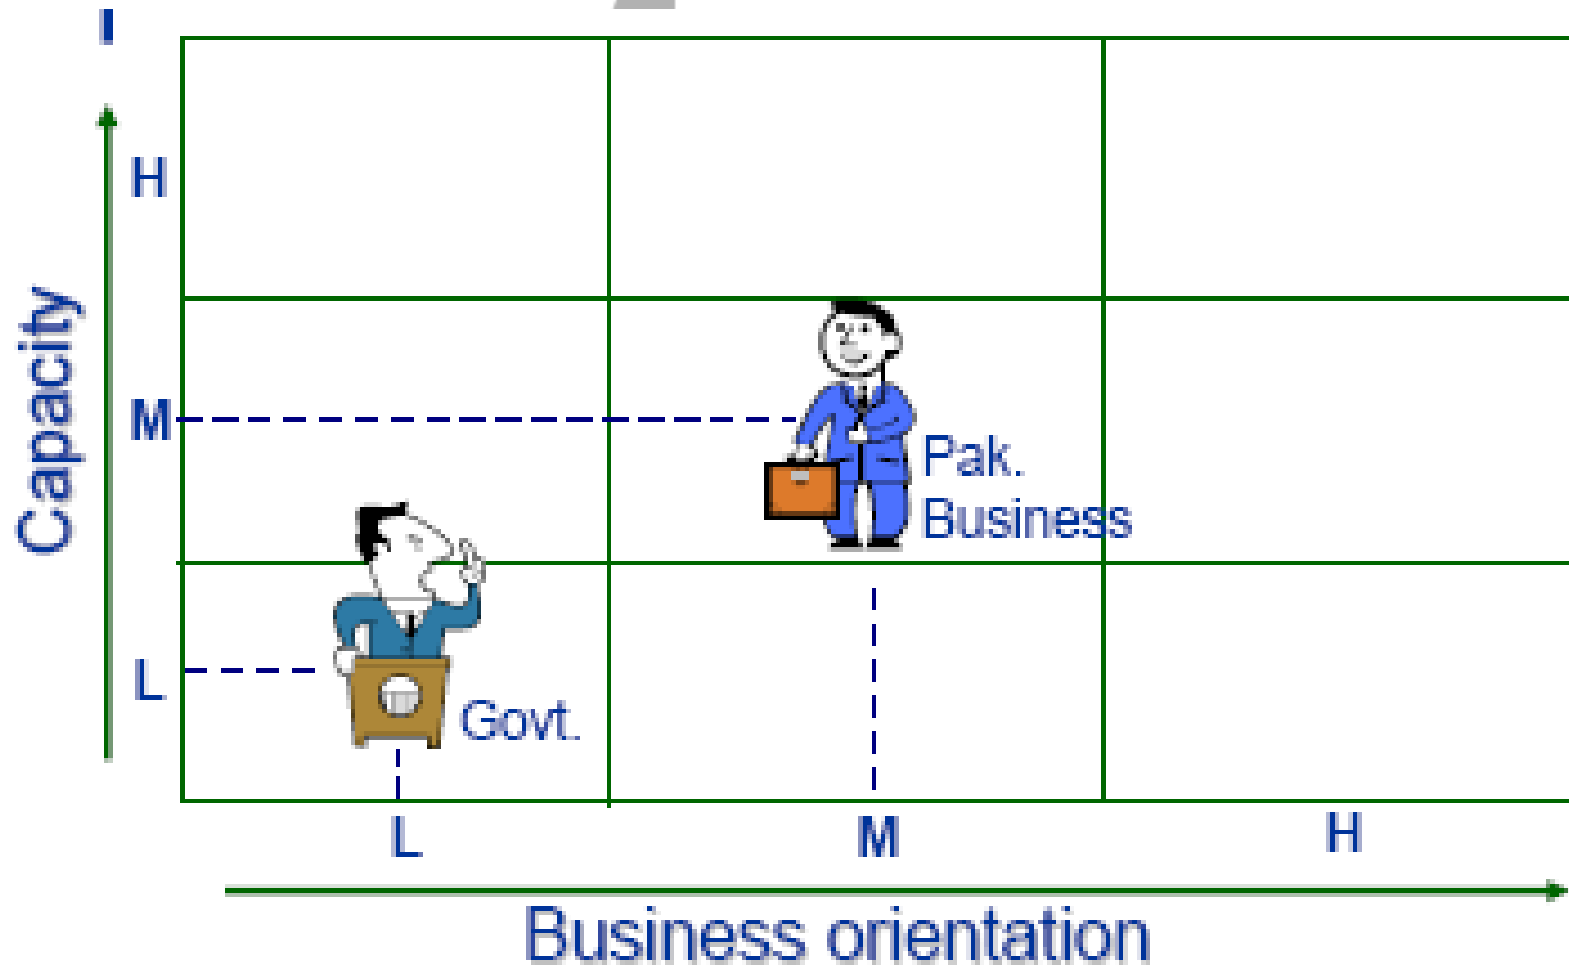 H
Capacity
M
Pak.
Business
L
Govt.
L M H
Business orientation